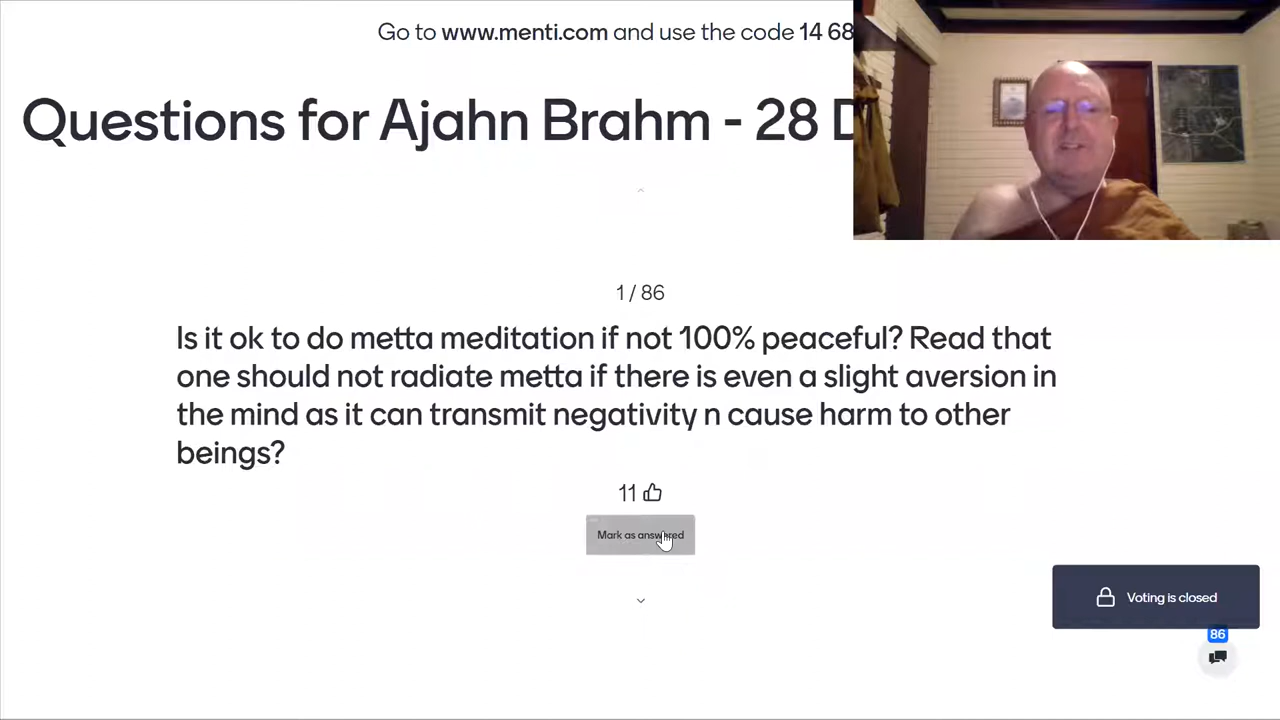 Go to www.menti.com and use the code 14 68
Questions for Ajahn Brahm - 28 D
1 / 86
Is it ok to do metta meditation if not 100% peaceful? Read that
one should not radiate metta if there is even a slight aversion in
the mind as it can transmit negativity n cause harm to other
beings?
11
Mark as answered
Voting is closed
86